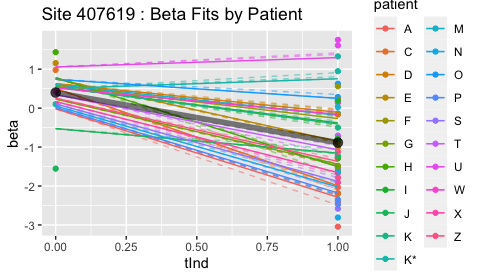 Site 407619 : Beta Fits by Patient
beta
1
0
-1
-2
-3
0.00 0.25 0.50 0.75 1.00
tInd
patient
A
C
D
E
F
G
H
I
J
K
K*
M
N
O
P
S
T
U
W
X
Z